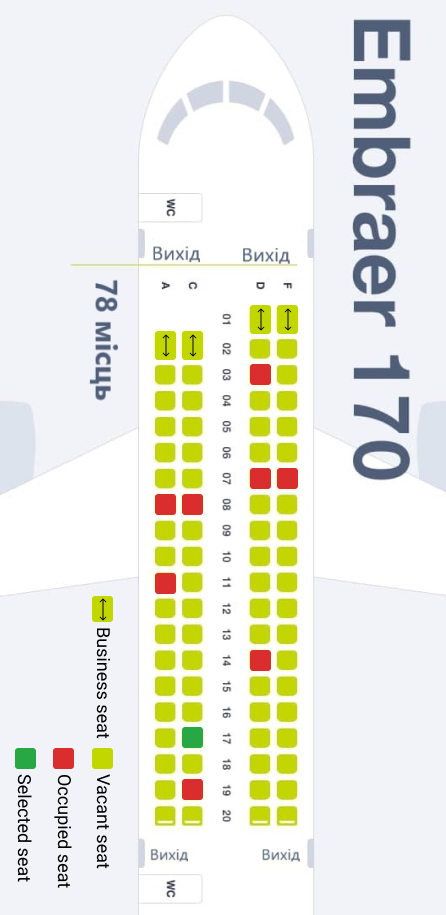 Embraer 170
78 місць
WC
Вихід Вихід
A C D F
01
02
03
04
05
06
07
08
09
10
11
12
13
14
15
16
17
18
19
20
Вихід Вихід
WC
Business seat
Vacant seat
Occupied seat
Selected seat